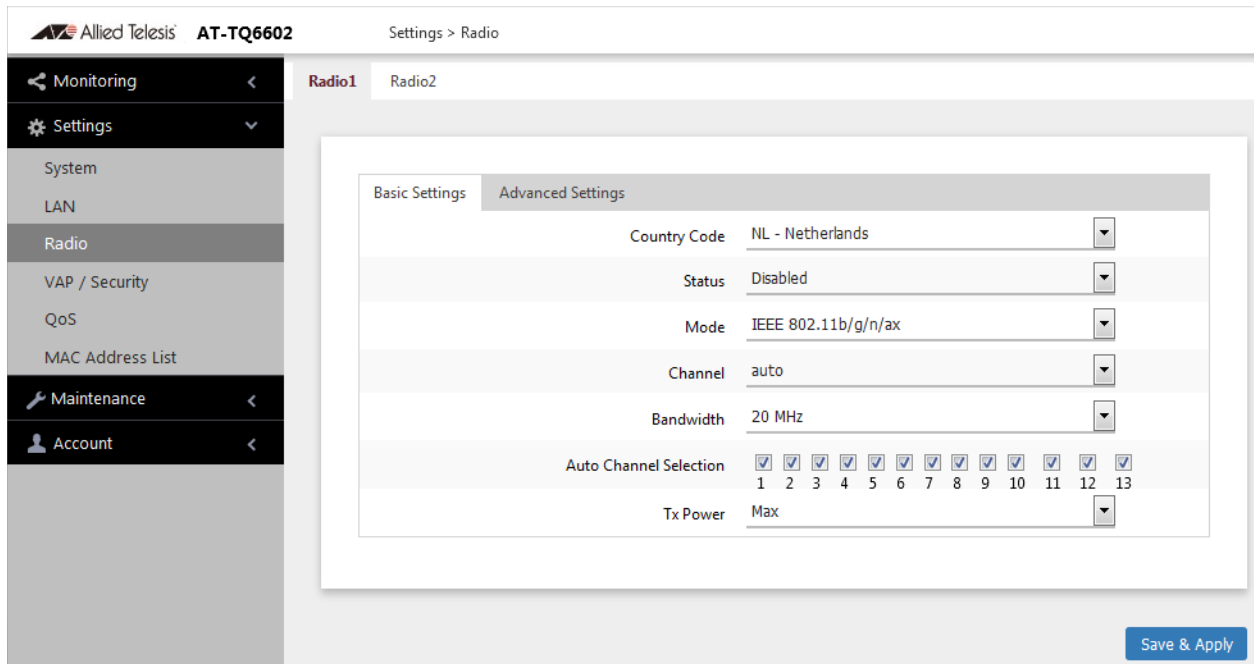 Allied Telesis AT-TQ6602 Settings > Radio
Monitoring
Settings
System
LAN
Radio
VAP / Security
QoS
MAC Address List
Maintenance
Account
Radio1 Radio2
Basic Settings Advanced Settings
Country Code NL - Netherlands
Status Disabled
Mode IEEE 802.11b/g/n/ax
Channel auto
Bandwidth 20 MHz
Auto Channel Selection
1 2 3 4 5 6 7 8 9 10 11 12 13
Tx Power Max
Save & Apply